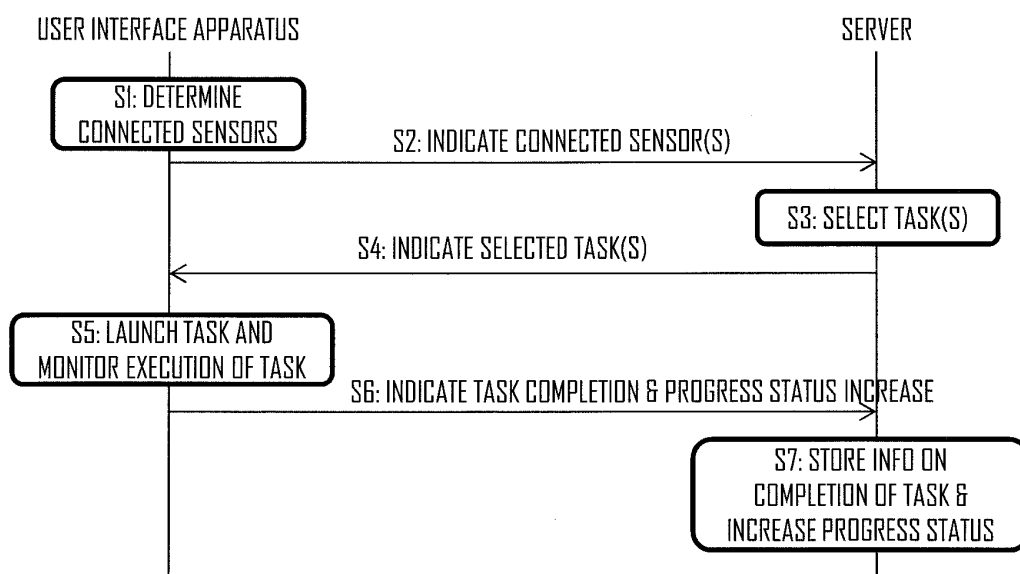 USER INTERFACE APPARATUS
SERVER
S1: DETERMINE
CONNECTED SENSORS
S2: INDICATE CONNECTED SENSOR(S)
S3: SELECT TASK(S)
S4: INDICATE SELECTED TASK(S)
S5: LAUNCH TASK AND
MONITOR EXECUTION OF TASK
S6: INDICATE TASK COMPLETION & PROGRESS STATUS INCREASE
S7: STORE INFO ON
COMPLETION OF TASK &
INCREASE PROGRESS STATUS